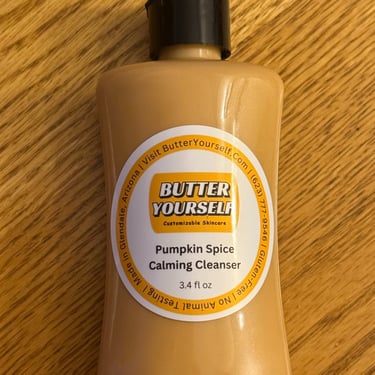 BUTTER
YOURSELF
Customizable Skincare
Pumpkin Spice
Calming Cleanser
3.4 fl oz
Made in Glendale, Arizona | Visit ButterYourself.Com | (623) 777-9546 | Gluten-Free | No Animal Testing |